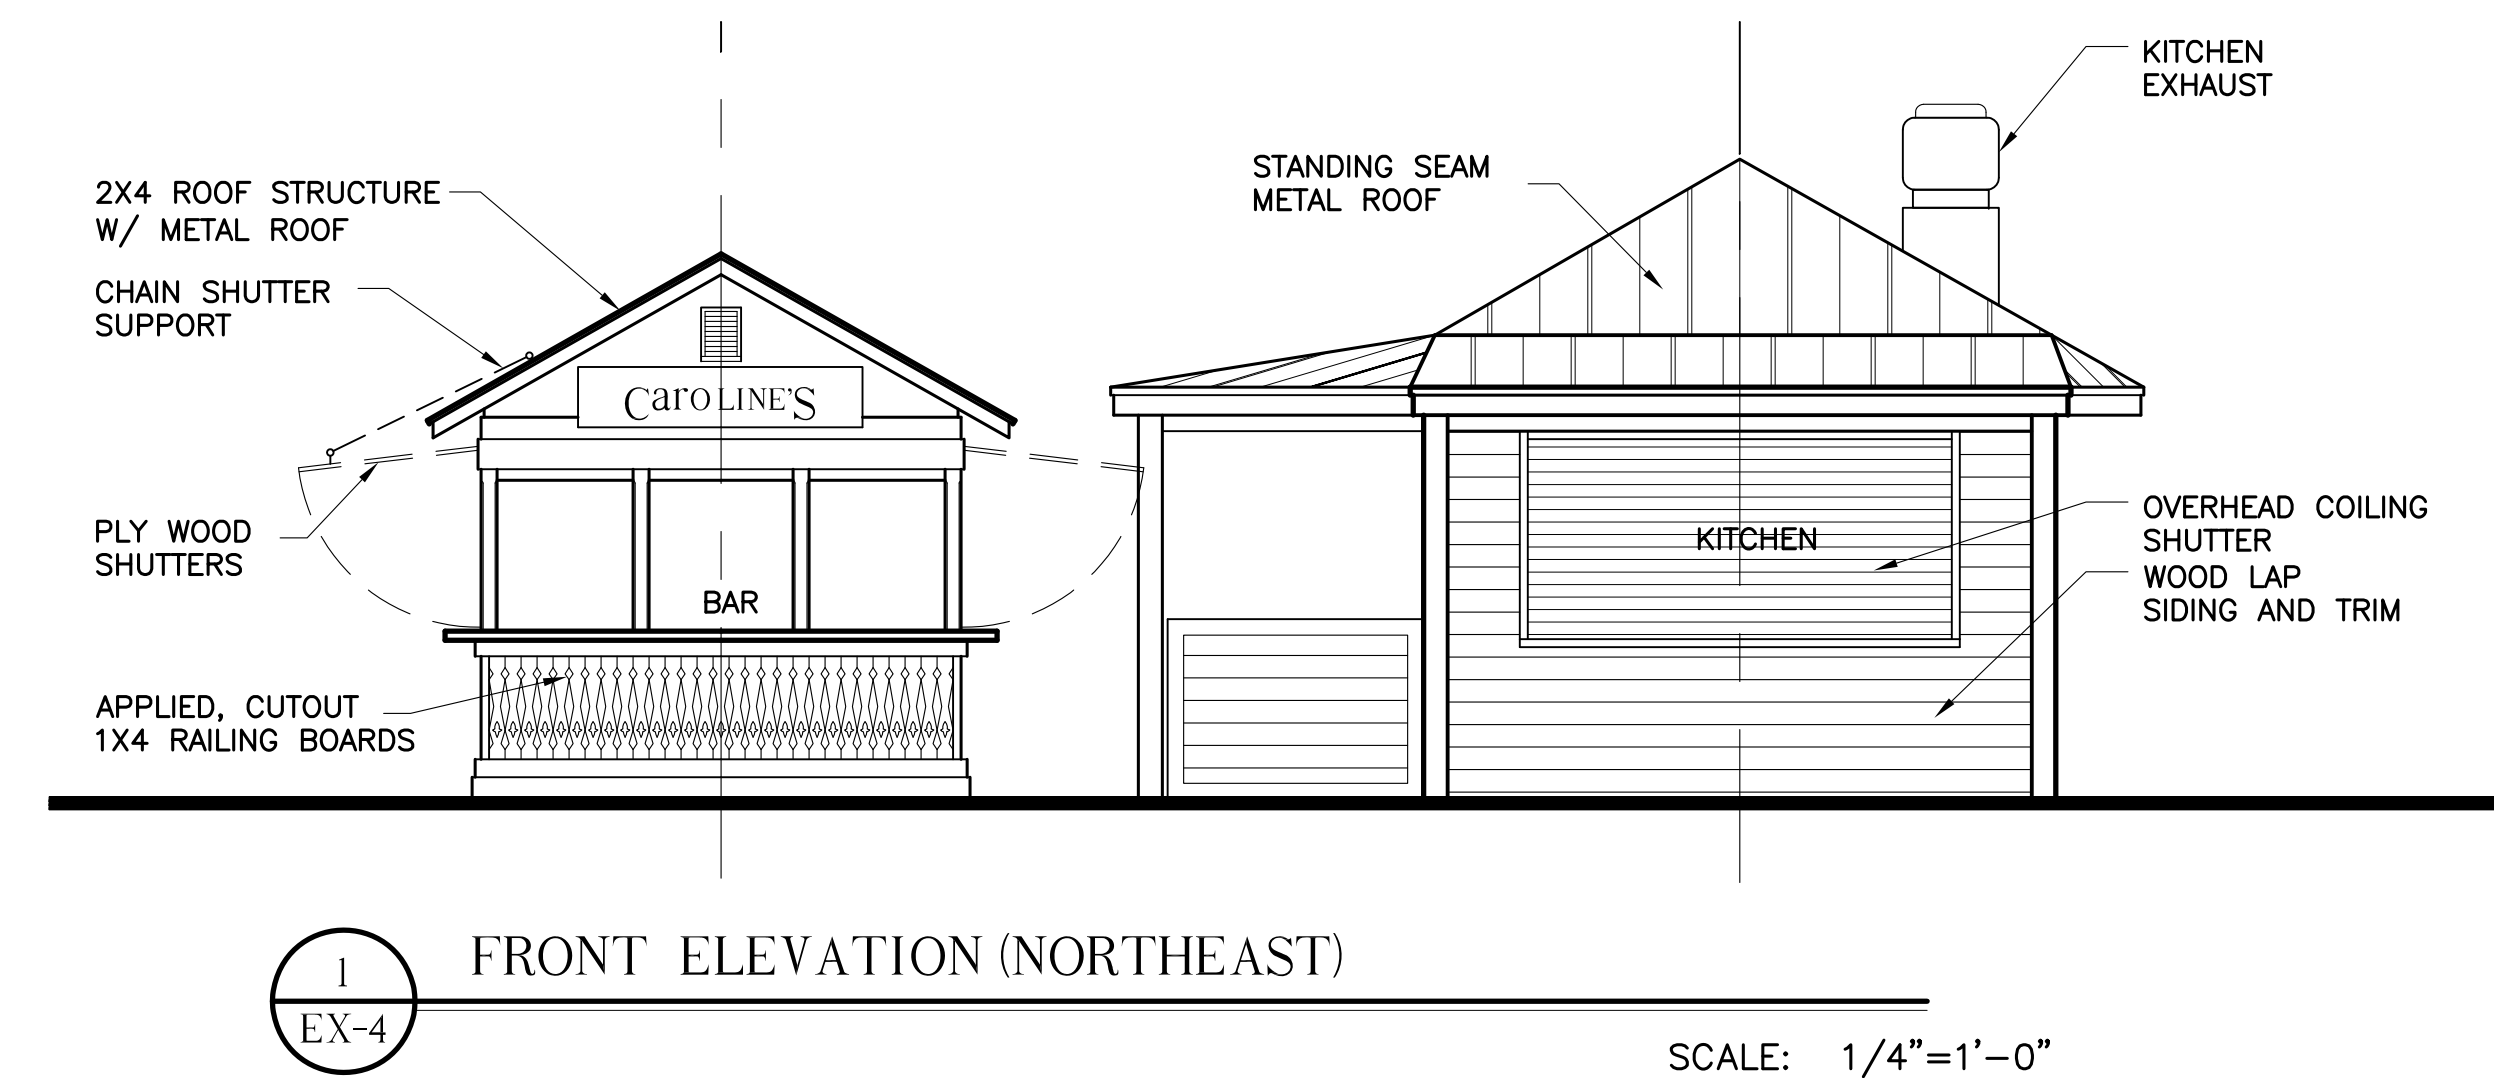 KITCHEN
EXHAUST
STANDING SEAM
METAL ROOF
2X4 ROOF STRUCTURE
W/ METAL ROOF
CHAIN SHUTTER
SUPPORT
CaroLINE'S
PLY WOOD
SHUTTERS
BAR
KITCHEN
OVERHEAD COILING
SHUTTER
WOOD LAP
SIDING AND TRIM
APPLIED, CUTOUT
1X4 RAILING BOARDS
1
EX-4
FRONT ELEVATION (NORTHEAST)
SCALE: 1/4"=1'-0"